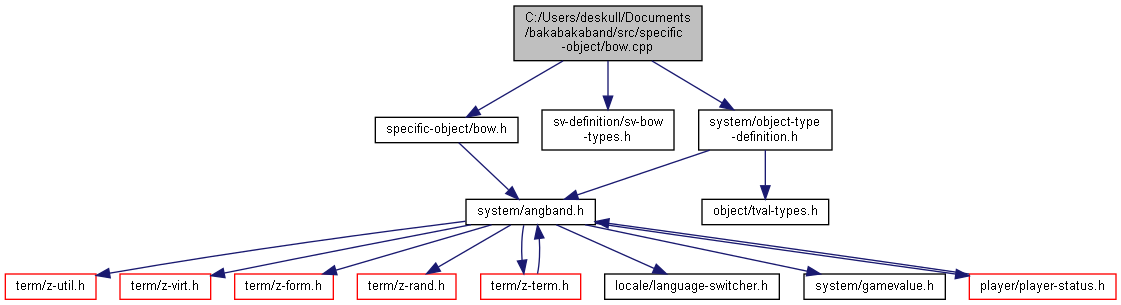 C:/Users/deskull/Documents
/bakabakaband/src/specific
-object/bow.cpp
specific-object/bow.h
sv-definition/sv-bow
-types.h
system/object-type
-definition.h
system/angband.h
object/tval-types.h
term/z-util.h
term/z-virt.h
term/z-form.h
term/z-rand.h
term/z-term.h
locale/language-switcher.h
system/gamevalue.h
player/player-status.h